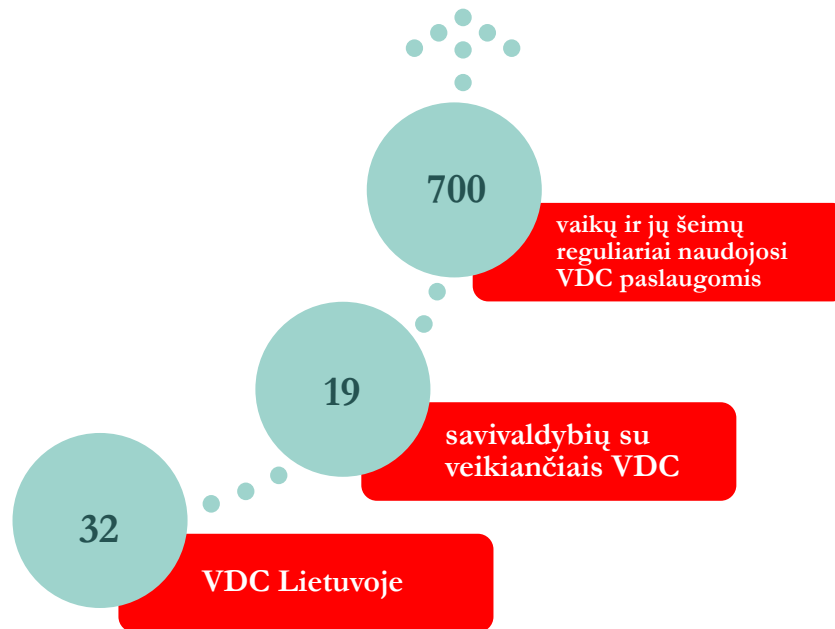 700
vaikų ir jų šeimų
reguliariai naudojosi
VDC paslaugomis
19
savivaldybių su
veikiančiais VDC
32
VDC Lietuvoje